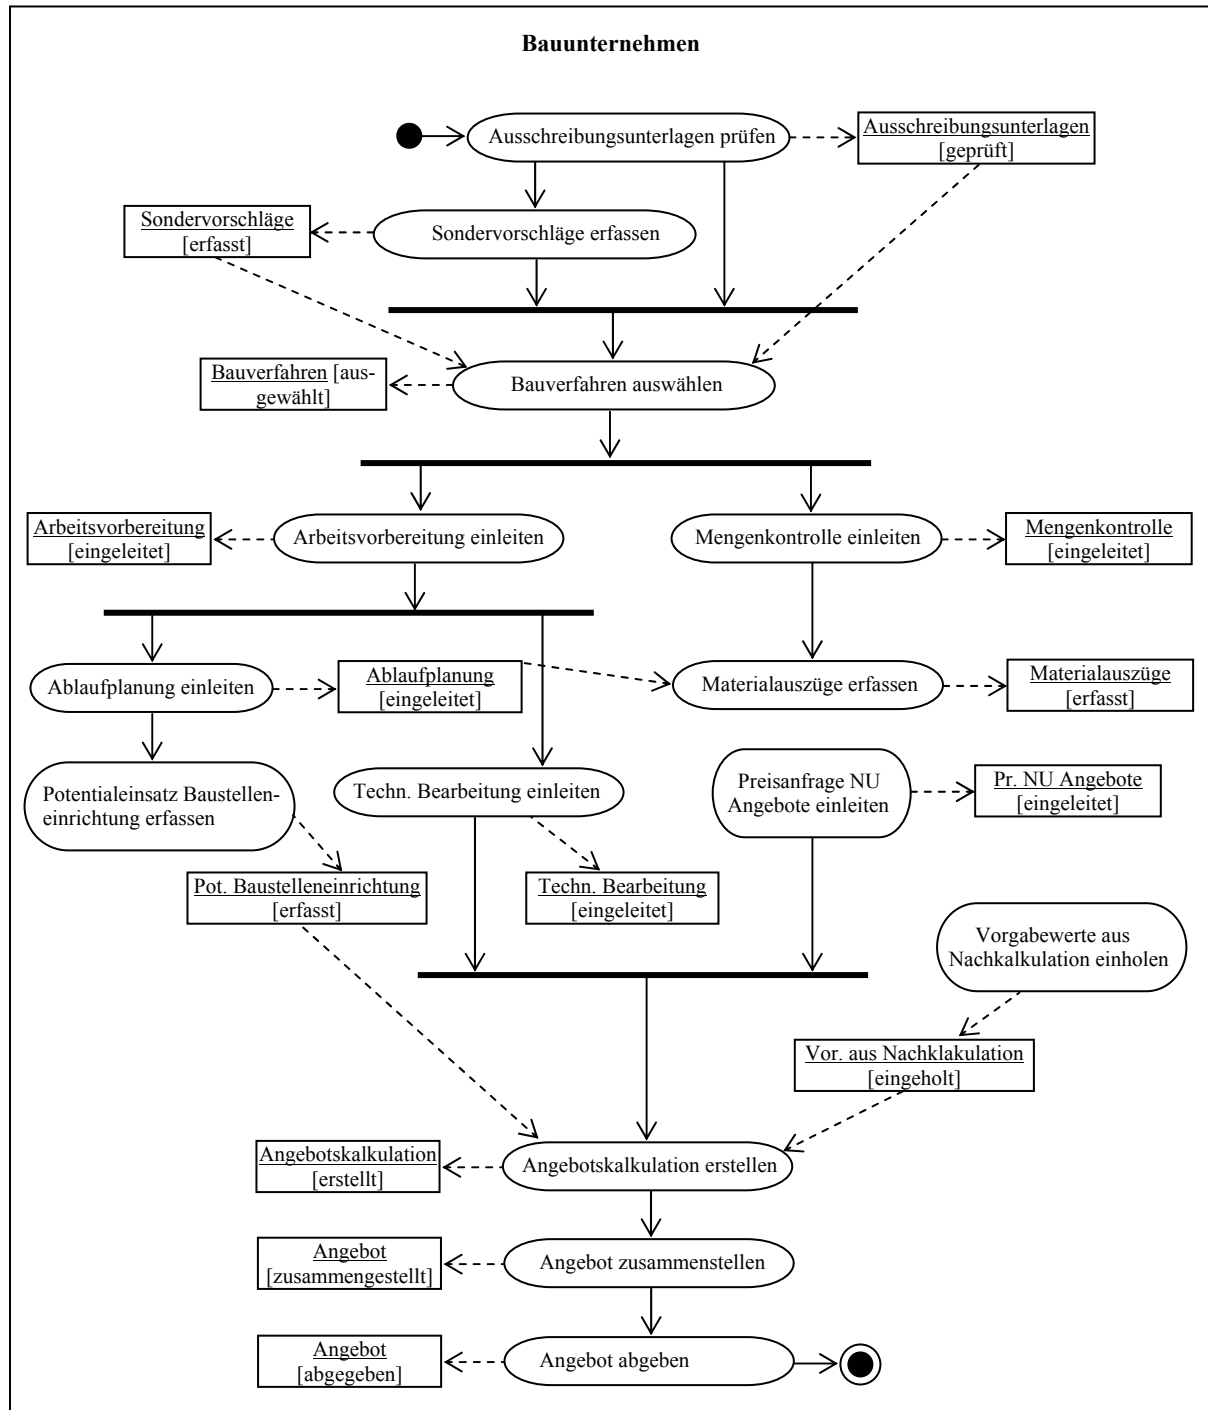 Bauunternehmen
Ausschreibungsunterlagen prüfen
Ausschreibungsunterlagen
[geprüft]
Sondervorschläge
[erfasst]
Sondervorschläge erfassen
Bauverfahren [aus-
gewählt]
Bauverfahren auswählen
Arbeitsvorbereitung
[eingeleitet]
Arbeitsvorbereitung einleiten
Mengenkontrolle einleiten
Mengenkontrolle
[eingeleitet]
Ablaufplanung einleiten
Ablaufplanung
[eingeleitet]
Materialauszüge erfassen
Materialauszüge
[erfasst]
Potentialeinsatz Baustellen-
einrichtung erfassen
Techn. Bearbeitung einleiten
Preisanfrage NU
Angebote einleiten
Pr. NU Angebote
[eingeleitet]
Pot. Baustelleneinrichtung
[erfasst]
Techn. Bearbeitung
[eingeleitet]
Vorgabewerte aus
Nachkalkulation einholen
Vor. aus Nachklakulation
[eingeholt]
Angebotskalkulation
[erstellt]
Angebotskalkulation erstellen
Angebot
[zusammengestellt]
Angebot zusammenstellen
Angebot
[abgegeben]
Angebot abgeben